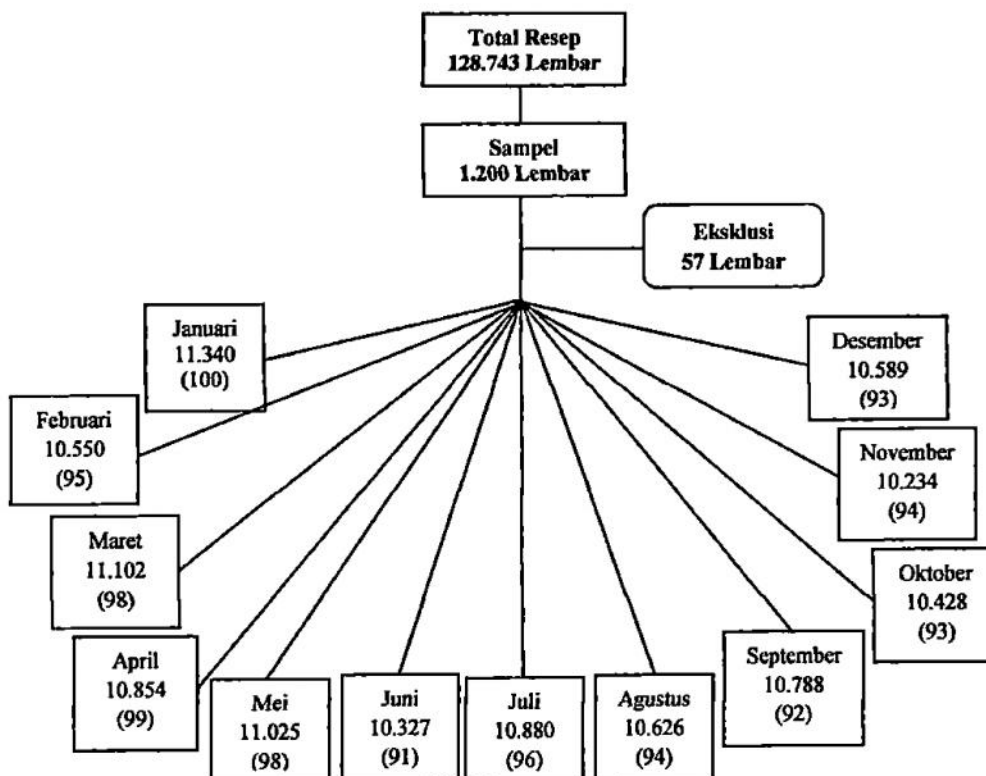 Total Resep
128.743 Lembar
Sampel
1.200 Lembar
Eksklusi
57 Lembar
Januari
11.340
(100)
Februari
10.550
(95)
Maret
11.102
(98)
April
10.854
(99)
Mei
11.025
(98)
Juni
10.327
(91)
Juli
10.880
(96)
Agustus
10.626
(94)
September
10.788
(92)
Oktober
10.428
(93)
November
10.234
(94)
Desember
10.589
(93)